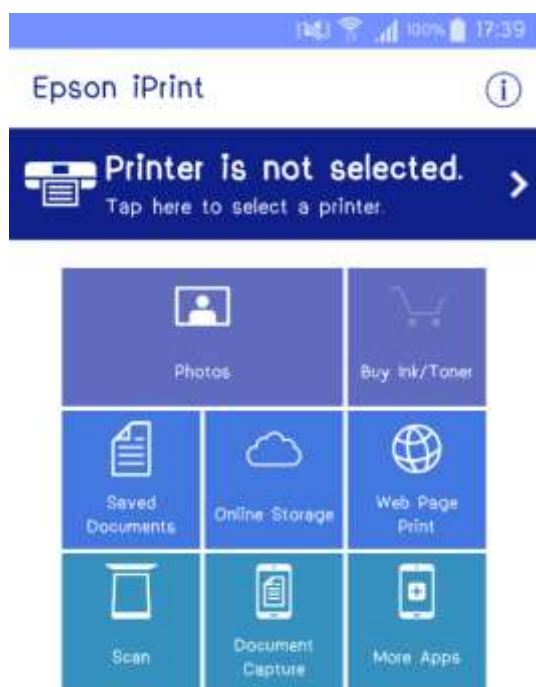 100% 17:39
Epson iPrint
Printer is not selected.
Tap here to select a printer.
Photos
Buy Ink/Toner
Saved
Documents
Online Storage
Web Page
Print
Scan
Document
Capture
More Apps